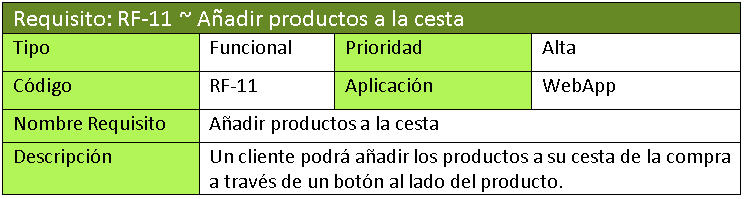 Requisito: RF-11 ~ Añadir productos a la cesta
Tipo Funcional Prioridad Alta
Código RF-11 Aplicación WebApp
Nombre Requisito Añadir productos a la cesta
Descripción Un cliente podrá añadir los productos a su cesta de la compra
a través de un botón al lado del producto.